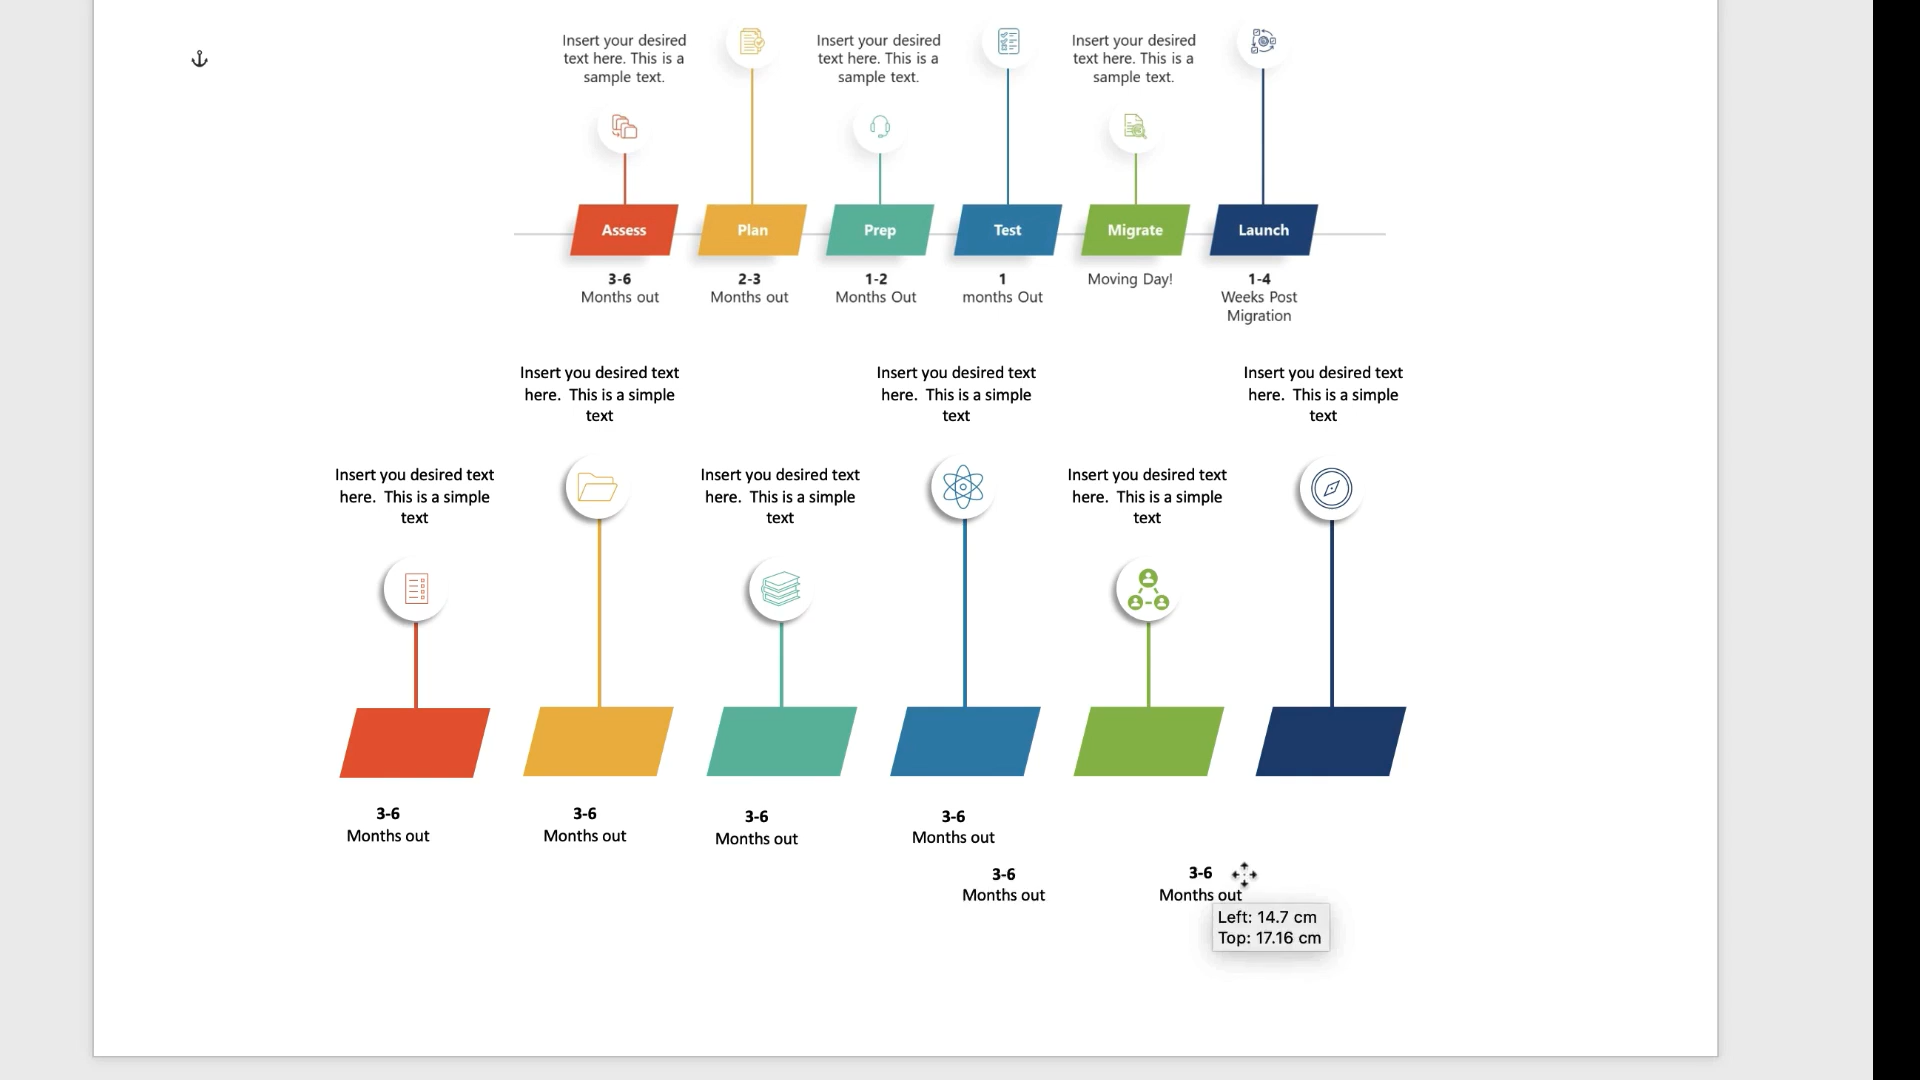 Insert your desired
text here. This is a
sample text.
Insert your desired
text here. This is a
sample text.
Insert your desired
text here. This is a
sample text.
Assess
Plan
Prep
Test
Migrate
Launch
3-6
Months out
2-3
Months out
1-2
Months Out
1
months Out
Moving Day!
1-4
Weeks Post
Migration
Insert you desired text
here. This is a simple
text
Insert you desired text
here. This is a simple
text
Insert you desired text
here. This is a simple
text
Insert you desired text
here. This is a simple
text
Insert you desired text
here. This is a simple
text
Insert you desired text
here. This is a simple
text
3-6
Months out
3-6
Months out
3-6
Months out
3-6
Months out
3-6
Months out
3-6
Months out
Left: 14.7 cm
Top: 17.16 cm